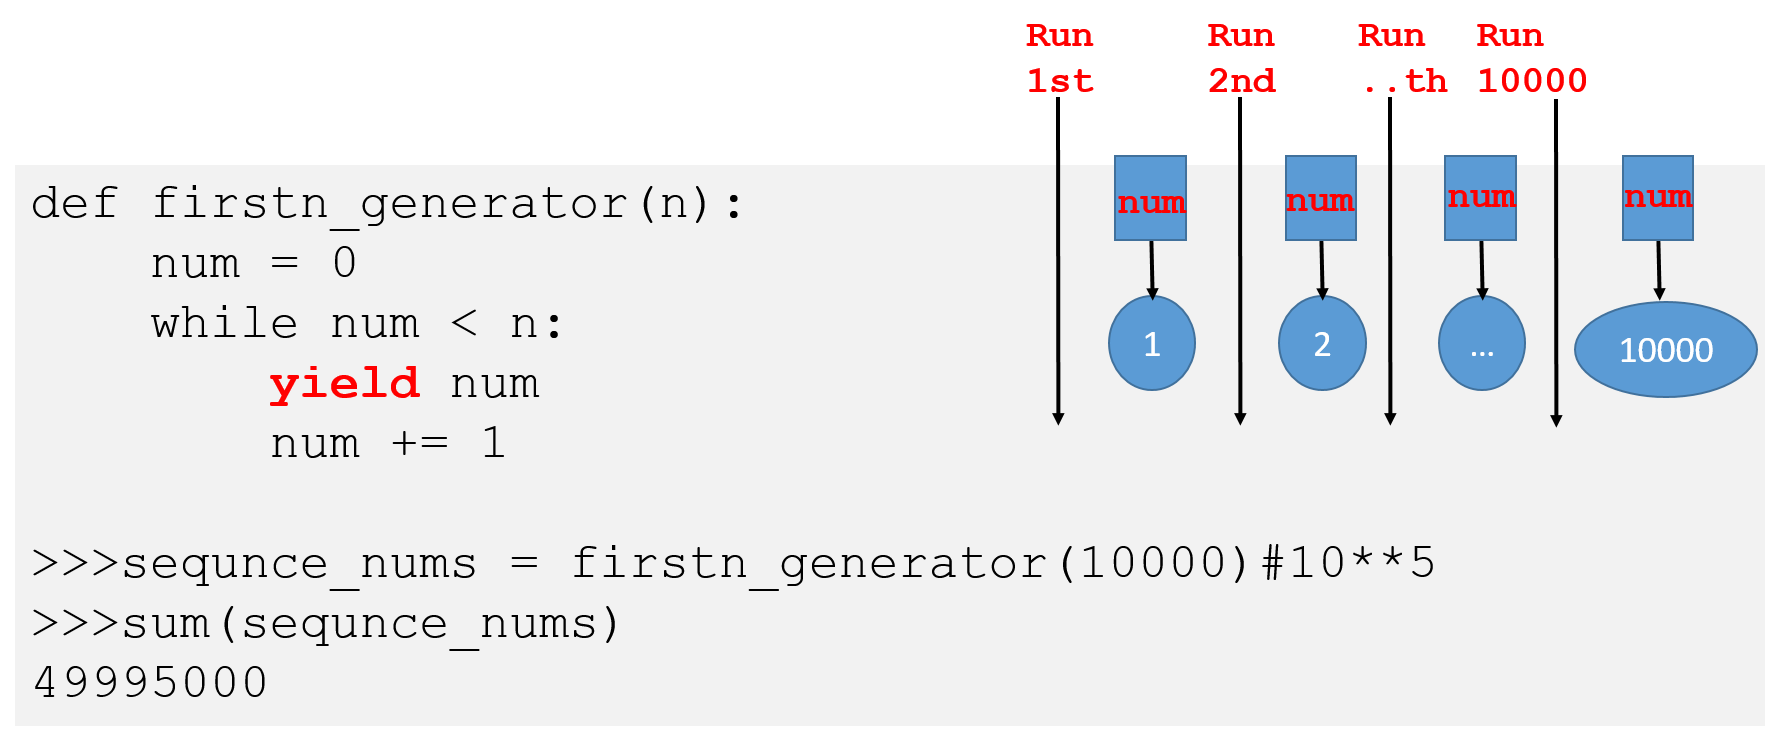 Run Run Run Run
1st 2nd ..th 10000
num num num num
1 2 ... 10000
def firstn_generator(n):
    num = 0
    while num < n:
        yield num
        num += 1
>>>sequnce_nums = firstn_generator(10000)#10**5
>>>sum(sequnce_nums)
49995000